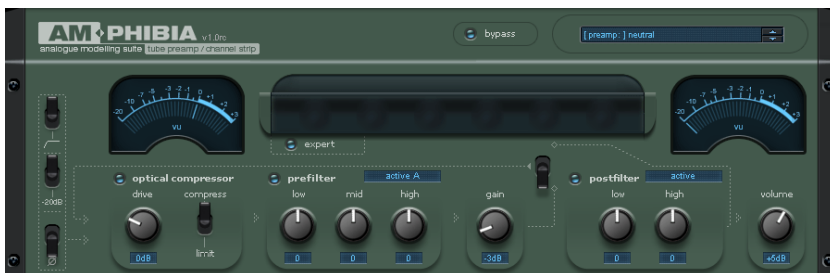 AM PHIBIA v1.0rc
analogue modelling suite tube preamp / channel strip
bypass
[ preamp: ] neutral
-20 -10 -7 -5 -3 -2 -1 0 +1 +2 +3
vu
-20 -10 -7 -5 -3 -2 -1 0 +1 +2 +3
vu
expert
-20dB
Ø
optical compressor
drive
compress
0dB
limit
prefilter
active A
low
mid
high
0
0
0
gain
-3dB
postfilter
active
low
high
0
0
volume
+5dB